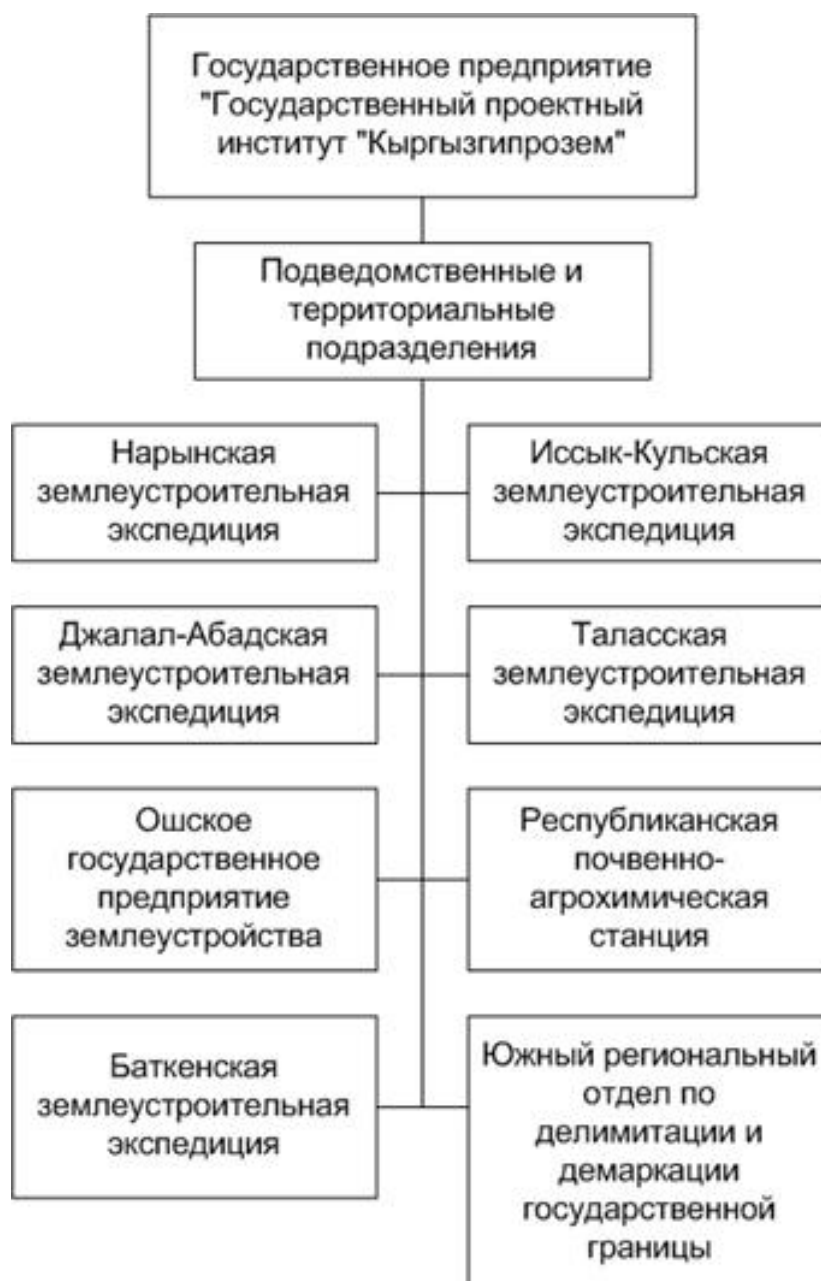 Государственное предприятие
"Государственный проектный
институт "Кыргызгипрозем"
Подведомственные и
территориальные
подразделения
Нарынская
землеустроительная
экспедиция
Иссык-Кульская
землеустроительная
экспедиция
Джалал-Абадская
землеустроительная
экспедиция
Таласская
землеустроительная
экспедиция
Ошское
государственное
предприятие
землеустройства
Республиканская
почвенно-
агрохимическая
станция
Баткенская
землеустроительная
экспедиция
Южный региональный
отдел по
делимитации и
демаркации
государственной
границы